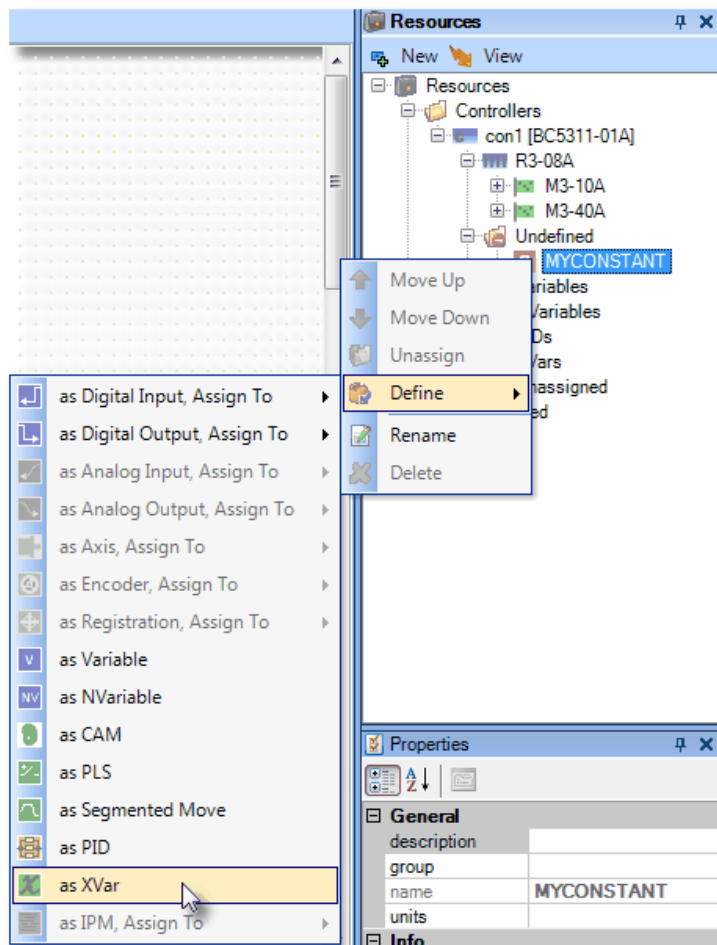 Resources
New View
Resources
Controllers
con1 [BC5311-01A]
R3-08A
M3-10A
M3-40A
Undefined
MYCONSTANT
ariables
Variables
Ds
Vars
nassigned
ed
Move Up
Move Down
Unassign
Define
Rename
Delete
as Digital Input, Assign To
as Digital Output, Assign To
as Analog Input, Assign To
as Analog Output, Assign To
as Axis, Assign To
as Encoder, Assign To
as Registration, Assign To
V as Variable
NV as NVariable
as CAM
as PLS
as Segmented Move
as PID
as XVar
as IPM, Assign To
Properties
A
Z
General
description
group
name MYCONSTANT
units
Info